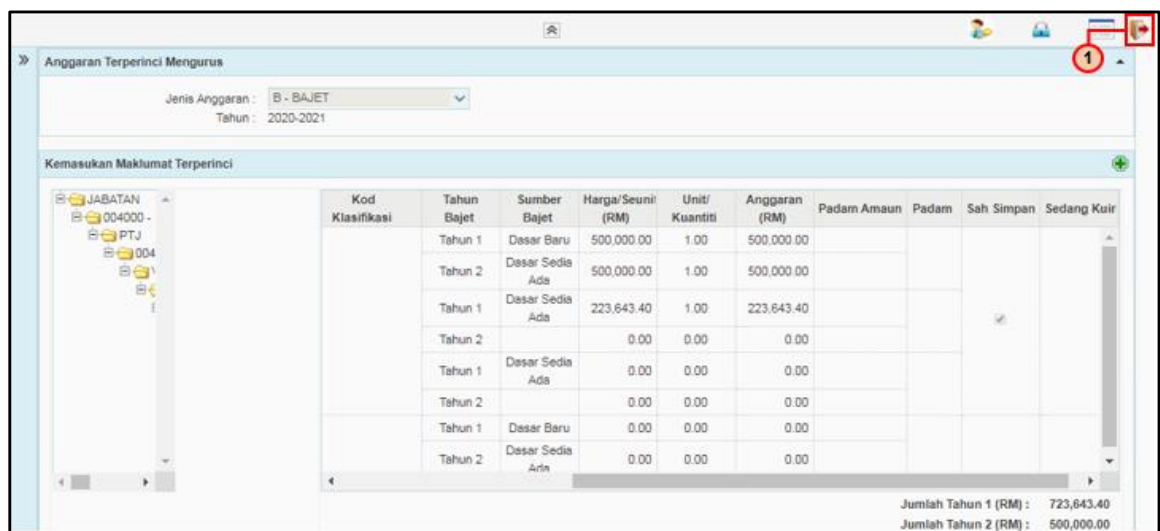 1
Anggaran Terperinci Mengurus
Jenis Anggaran : B - BAJET
Tahun : 2020-2021
Kemasukan Maklumat Terperinci
JABATAN
004000 -
PTJ
004
Kod Klasifikasi Tahun Bajet Sumber Bajet Harga/Seunit (RM) Unit/ Kuantiti Anggaran (RM) Padam Amaun Padam Sah Simpan Sedang Kuir
Tahun 1 Dasar Baru 500,000.00 1.00 500,000.00
Tahun 2 Dasar Sedia Ada 500,000.00 1.00 500,000.00
Tahun 1 Dasar Sedia Ada 223,643.40 1.00 223,643.40
Tahun 2 0.00 0.00 0.00
Tahun 1 Dasar Sedia Ada 0.00 0.00 0.00
Tahun 2 0.00 0.00 0.00
Tahun 1 Dasar Baru 0.00 0.00 0.00
Tahun 2 Dasar Sedia Ada 0.00 0.00 0.00
Jumlah Tahun 1 (RM) : 723,643.40
Jumlah Tahun 2 (RM) : 500,000.00